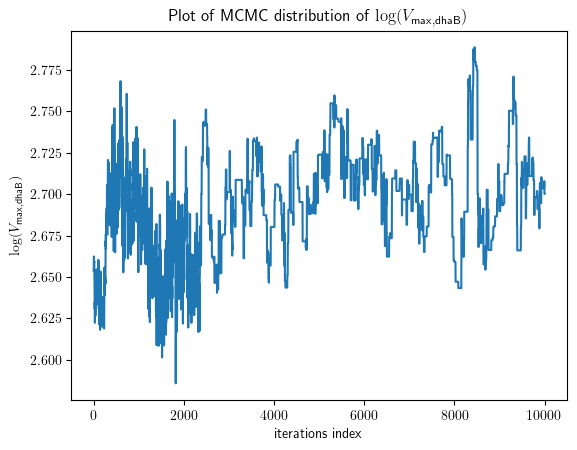 Plot of MCMC distribution of log(V_max,dhaB)
log(V_max,dhaB)
2.775
2.750
2.725
2.700
2.675
2.650
2.625
2.600
0 2000 4000 6000 8000 10000
iterations index